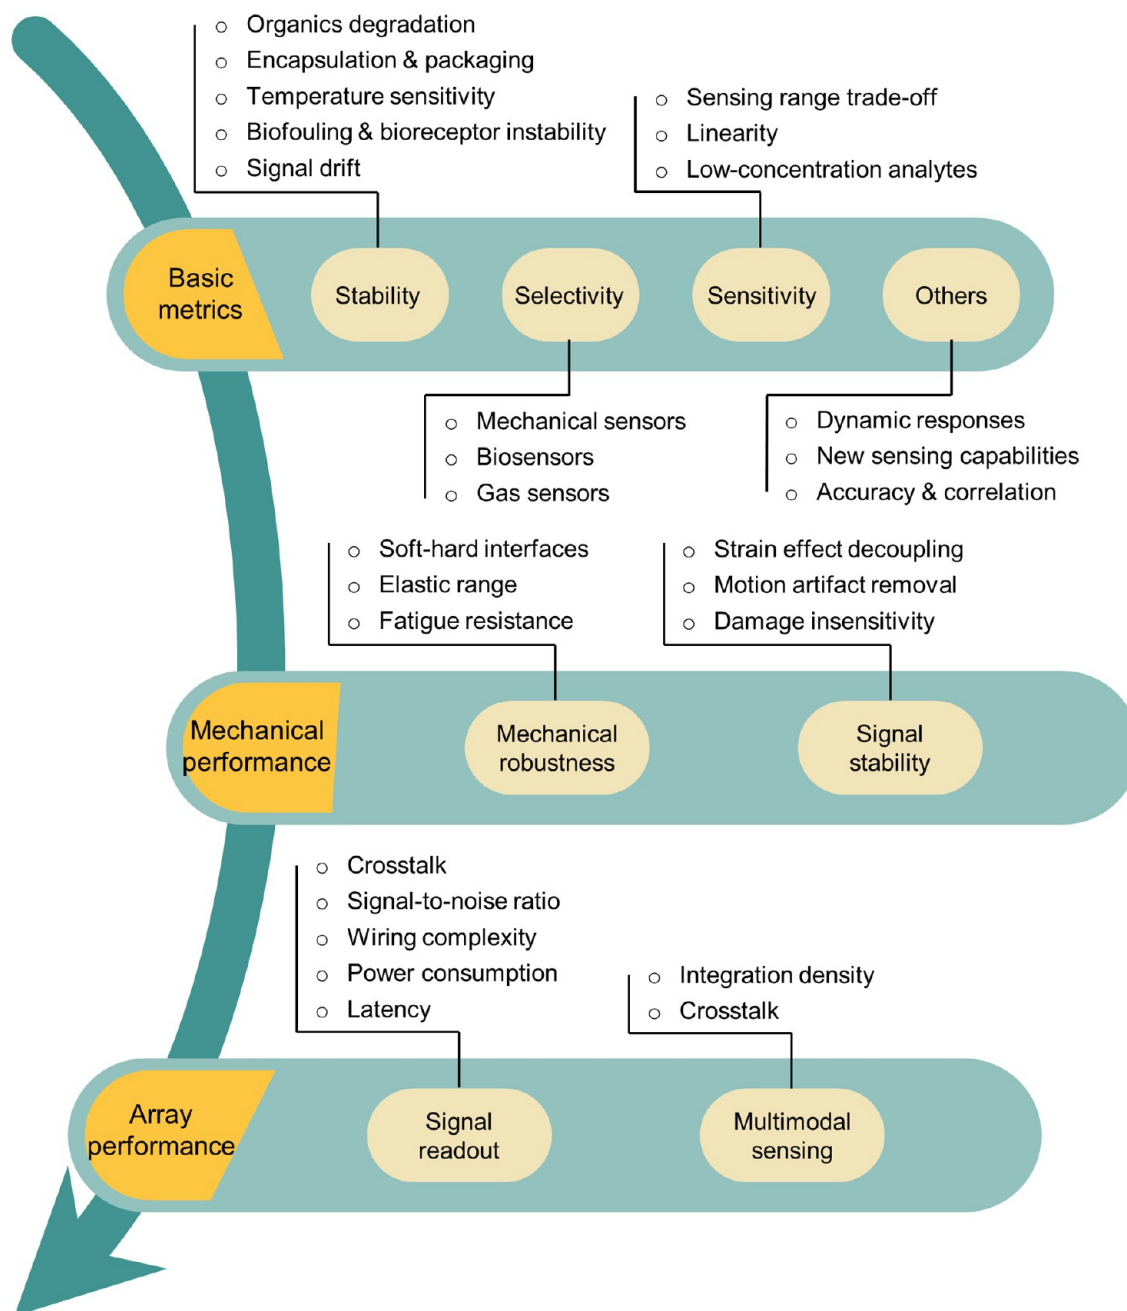 Organics degradation
Encapsulation & packaging
Temperature sensitivity
Biofouling & bioreceptor instability
Signal drift
Sensing range trade-off
Linearity
Low-concentration analytes
Basic
metrics
Stability
Selectivity
Sensitivity
Others
Mechanical sensors
Biosensors
Gas sensors
Dynamic responses
New sensing capabilities
Accuracy & correlation
Soft-hard interfaces
Elastic range
Fatigue resistance
Strain effect decoupling
Motion artifact removal
Damage insensitivity
Mechanical
performance
Mechanical
robustness
Signal
stability
Crosstalk
Signal-to-noise ratio
Wiring complexity
Power consumption
Latency
Integration density
Crosstalk
Array
performance
Signal
readout
Multimodal
sensing